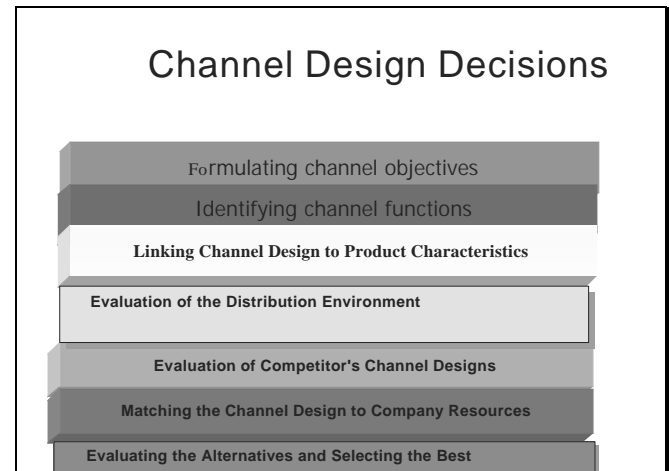 Channel Design Decisions
Formulating channel objectives
Identifying channel functions
Linking Channel Design to Product Characteristics
Evaluation of the Distribution Environment
Evaluation of Competitor's Channel Designs
Matching the Channel Design to Company Resources
Evaluating the Alternatives and Selecting the Best